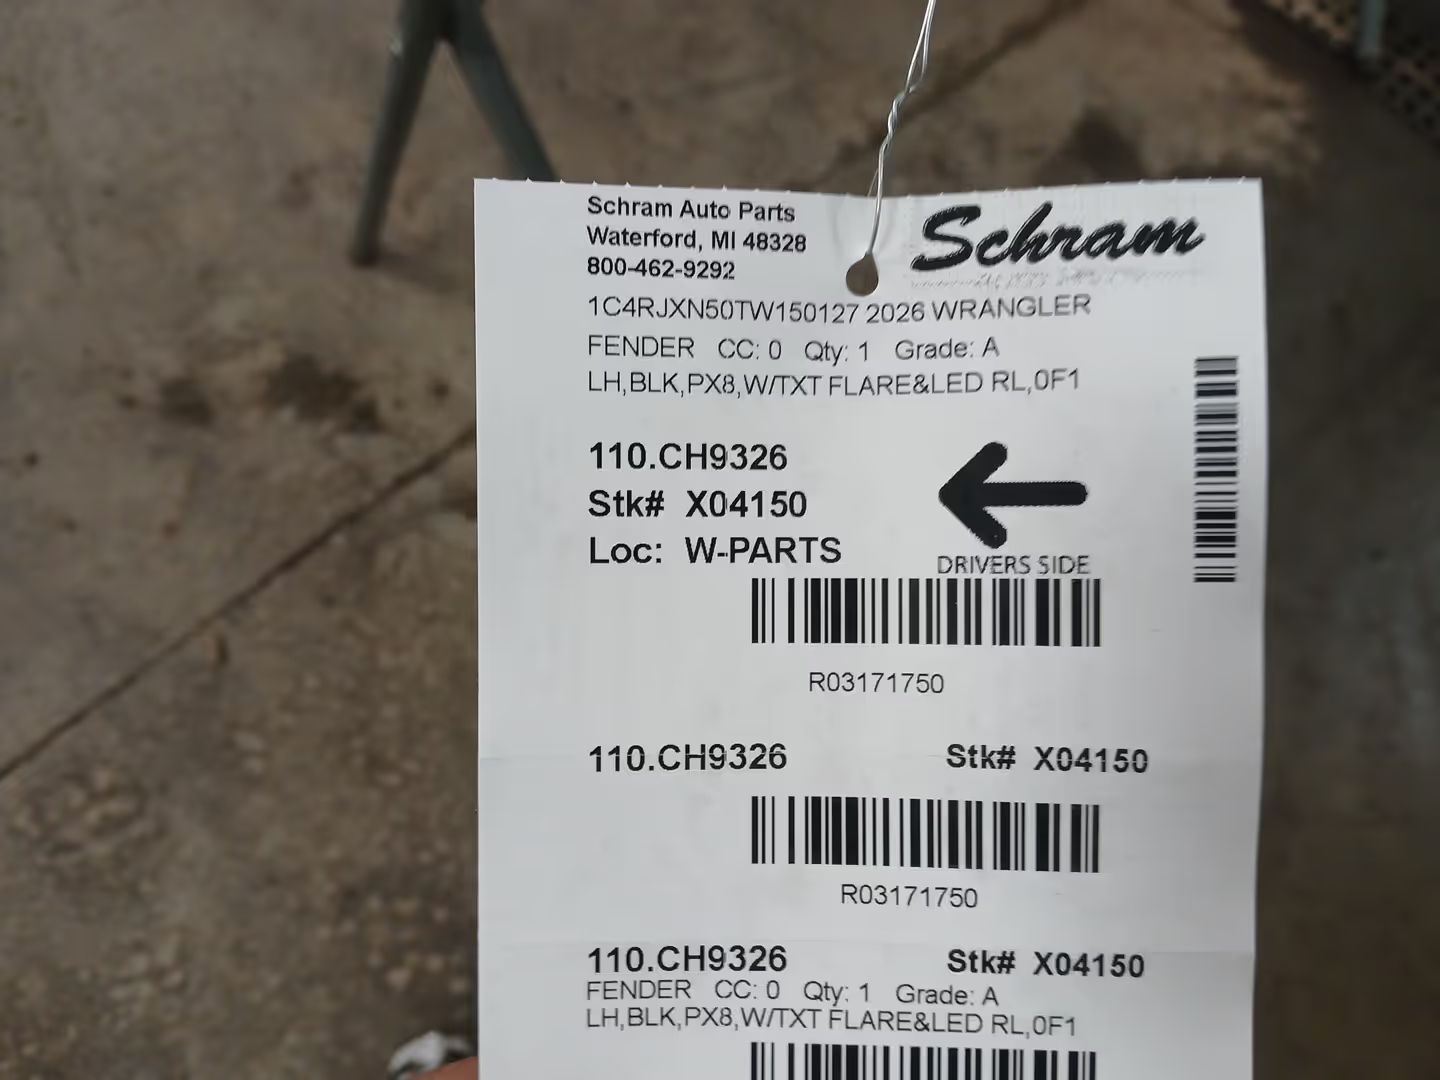 Schram Auto Parts
Waterford, MI 48328
800-462-9292
Schram
1C4RJXN50TW150127 2026 WRANGLER
FENDER CC: 0 Qty: 1 Grade: A
LH,BLK,PX8,W/TXT FLARE&LED RL,0F1
110.CH9326
Stk# X04150
Loc: W-PARTS
DRIVERS SIDE
R03171750
110.CH9326 Stk# X04150
R03171750
110.CH9326 Stk# X04150
FENDER CC: 0 Qty: 1 Grade: A
LH,BLK,PX8,W/TXT FLARE&LED RL,0F1